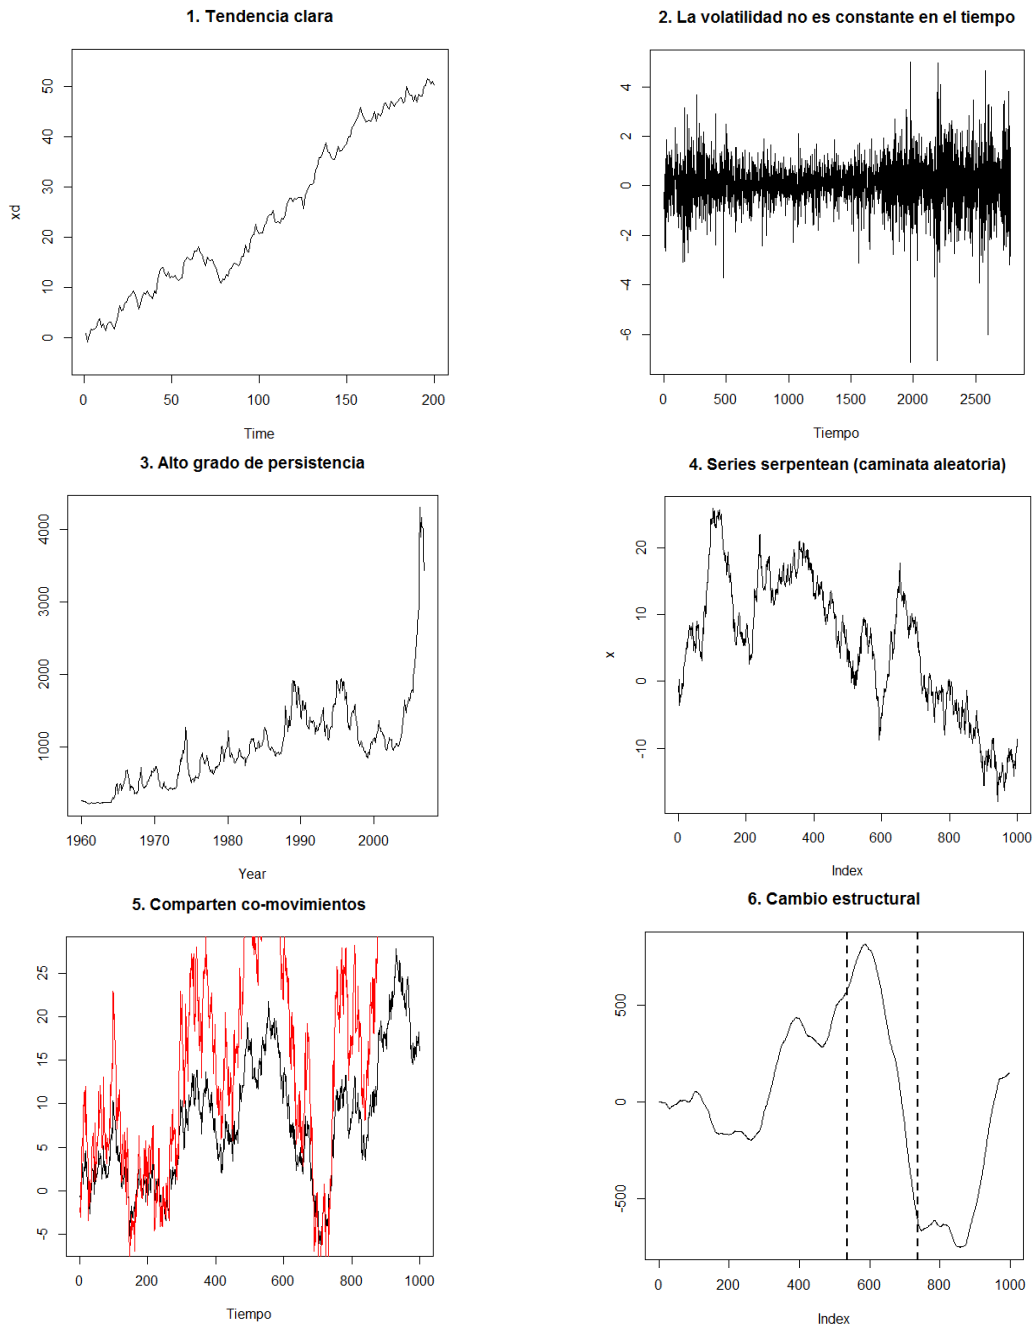 1. Tendencia clara
xd
50
40
30
20
10
0
0 50 100 150 200
Time
2. La volatilidad no es constante en el tiempo
4
2
0
-2
-4
-6
0 500 1000 1500 2000 2500
Tiempo
3. Alto grado de persistencia
4000
3000
2000
1000
1960 1970 1980 1990 2000
Year
4. Series serpentean (caminata aleatoria)
x
20
10
0
-10
0 200 400 600 800 1000
Index
5. Comparten co-movimientos
25
20
15
10
5
0
-5
0 200 400 600 800 1000
Tiempo
6. Cambio estructural
500
0
-500
0 200 400 600 800 1000
Index